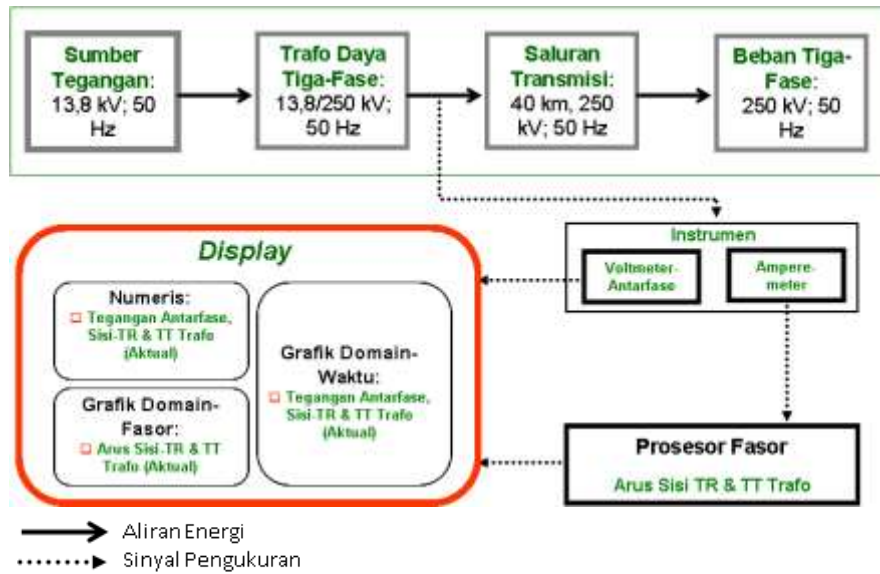 Sumber
Tegangan:
13,8 kV; 50
Hz
Trafo Daya
Tiga-Fase:
13,8/250 kV;
50 Hz
Saluran
Transmisi:
40 km, 250
kV; 50 Hz
Beban Tiga-
Fase:
250 kV; 50
Hz
Instrumen
Voltmeter-
Antarfase
Ampere-
meter
Display
Numeris:
Tegangan Antarfase,
Sisi-TR & TT Trafo
(Aktual)
Grafik Domain-
Fasor:
Arus Sisi-TR & TT
Trafo (Aktual)
Grafik Domain-
Waktu:
Tegangan Antarfase,
Sisi-TR & TT Trafo
(Aktual)
Prosesor Fasor
Arus Sisi TR & TT Trafo
Aliran Energi
Sinyal Pengukuran